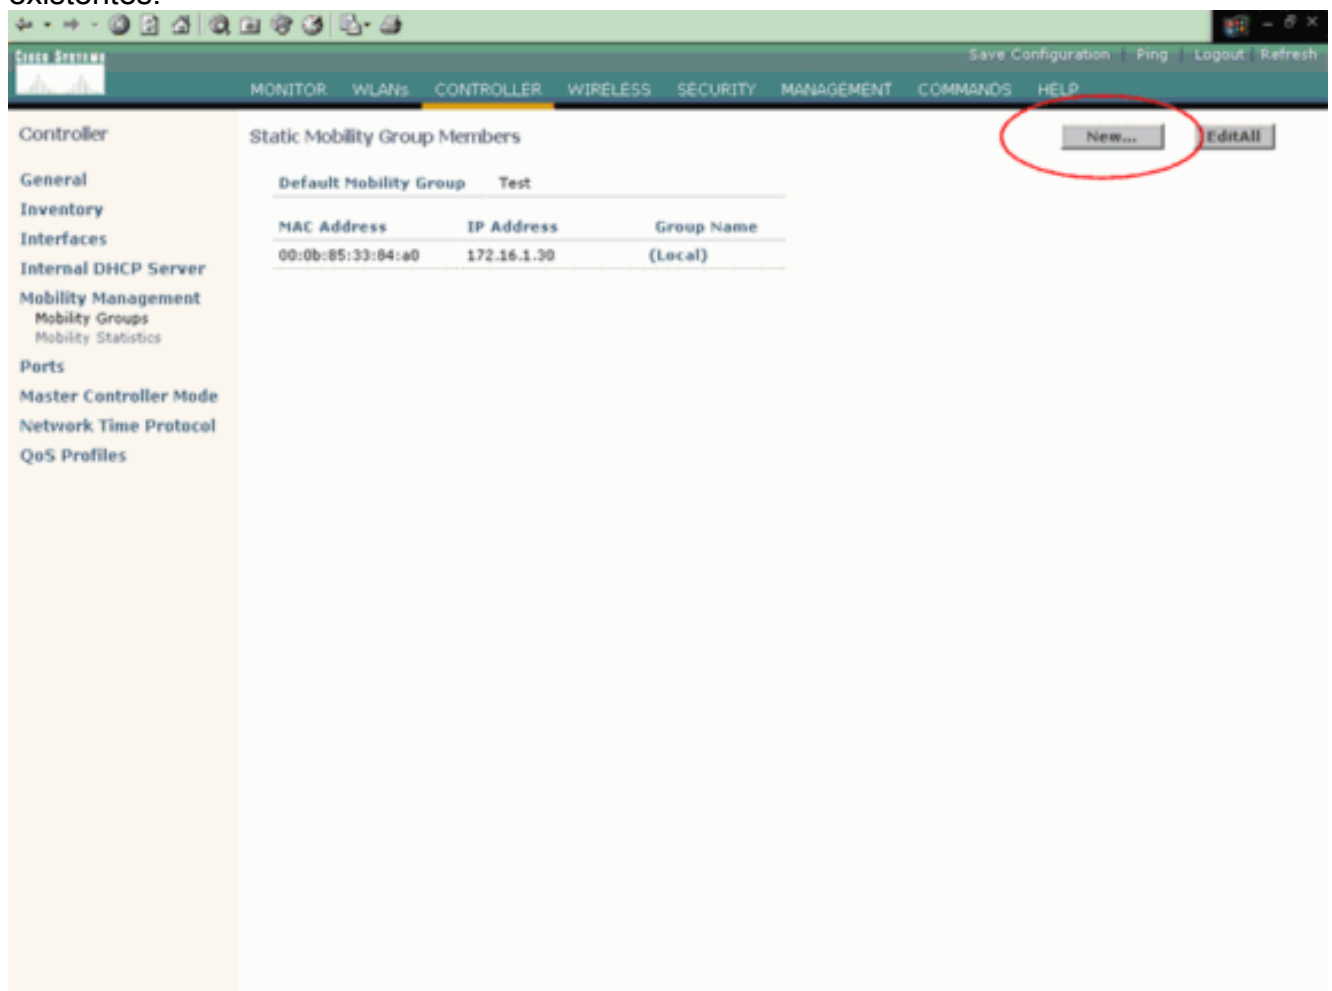 existentes.
CISCO SYSTEMS
Save Configuration | Ping | Logout | Refresh
MONITOR WLANs CONTROLLER WIRELESS SECURITY MANAGEMENT COMMANDS HELP
Controller
General
Inventory
Interfaces
Internal DHCP Server
Mobility Management
Mobility Groups
Mobility Statistics
Ports
Master Controller Mode
Network Time Protocol
QoS Profiles
Static Mobility Group Members
New...
EditAll
Default Mobility Group Test
MAC Address IP Address Group Name
00:0b:85:33:84:a0 172.16.1.30 (Local)